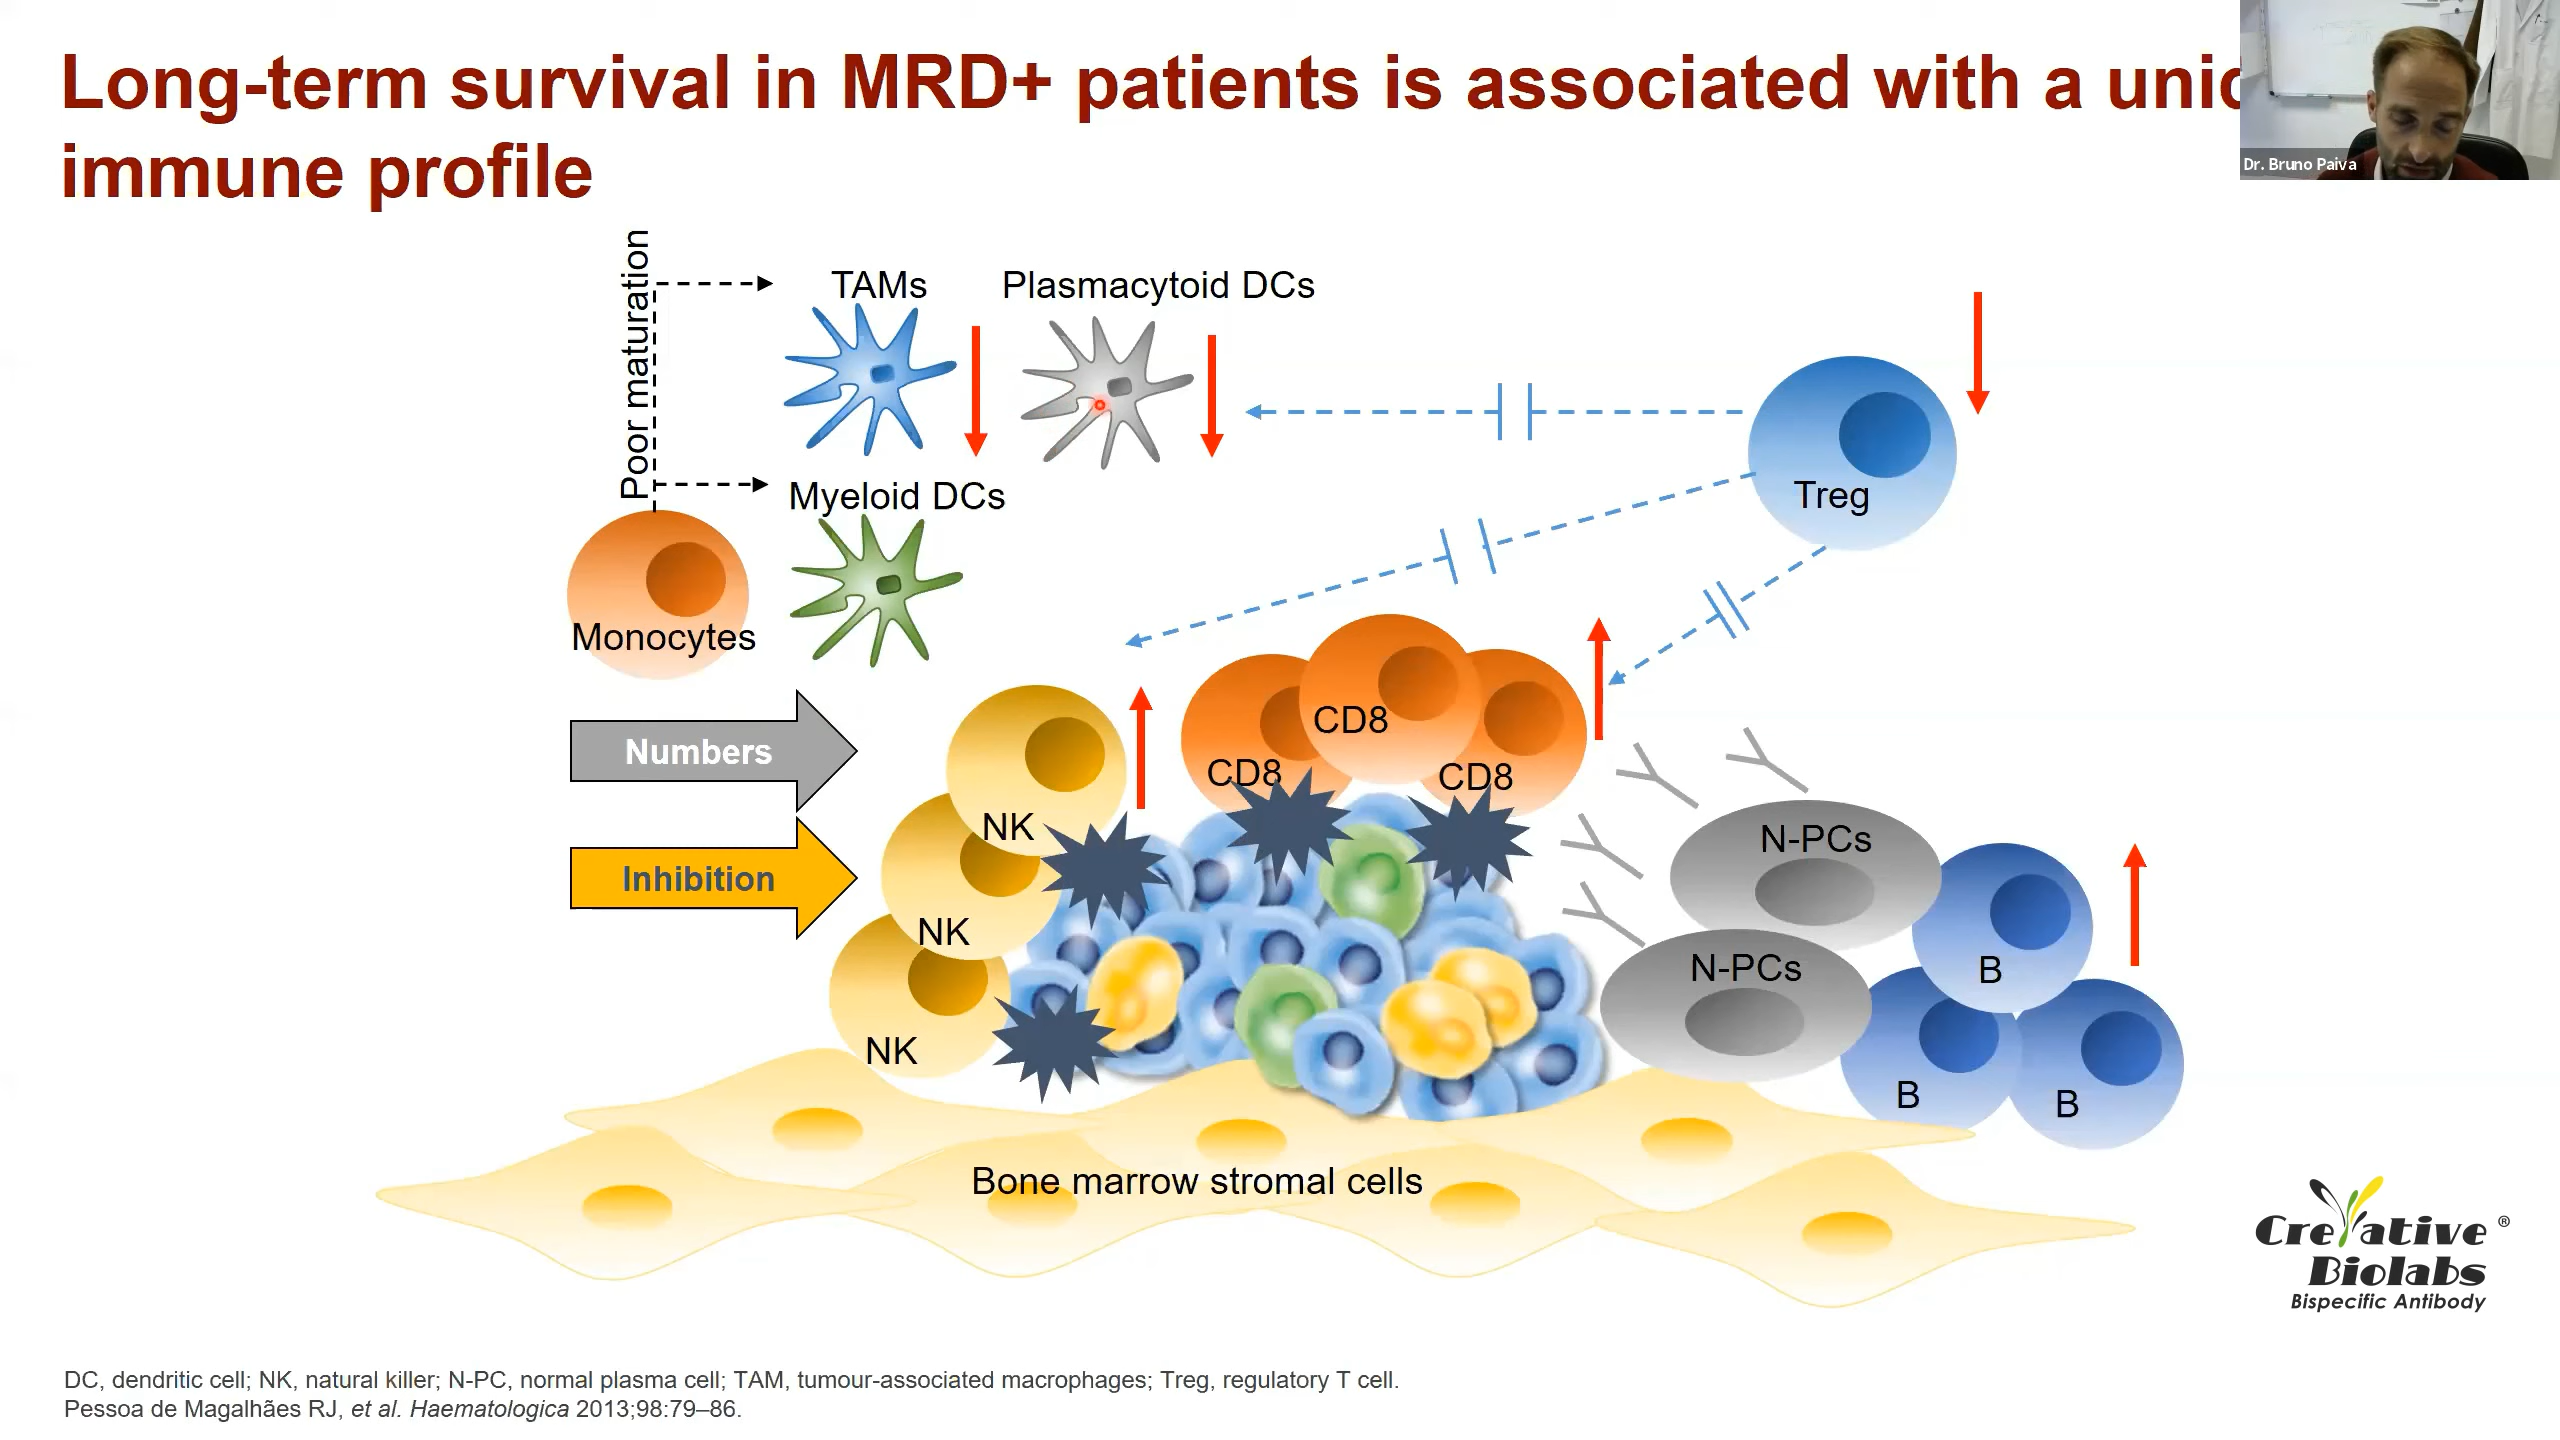 Long-term survival in MRD+ patients is associated with a
immune profile
Dr. Bruno Paiva
Poor maturation
TAMs
Plasmacytoid DCs
Myeloid DCs
Treg
Monocytes
Numbers
Inhibition
CD8
CD8
CD8
NK
NK
NK
N-PCs
N-PCs
B
B
B
Bone marrow stromal cells
Creative ®
Biolabs
Bispecific Antibody
DC, dendritic cell; NK, natural killer; N-PC, normal plasma cell; TAM, tumour-associated macrophages; Treg, regulatory T cell.
Pessoa de Magalhães RJ, et al. Haematologica 2013;98:79–86.